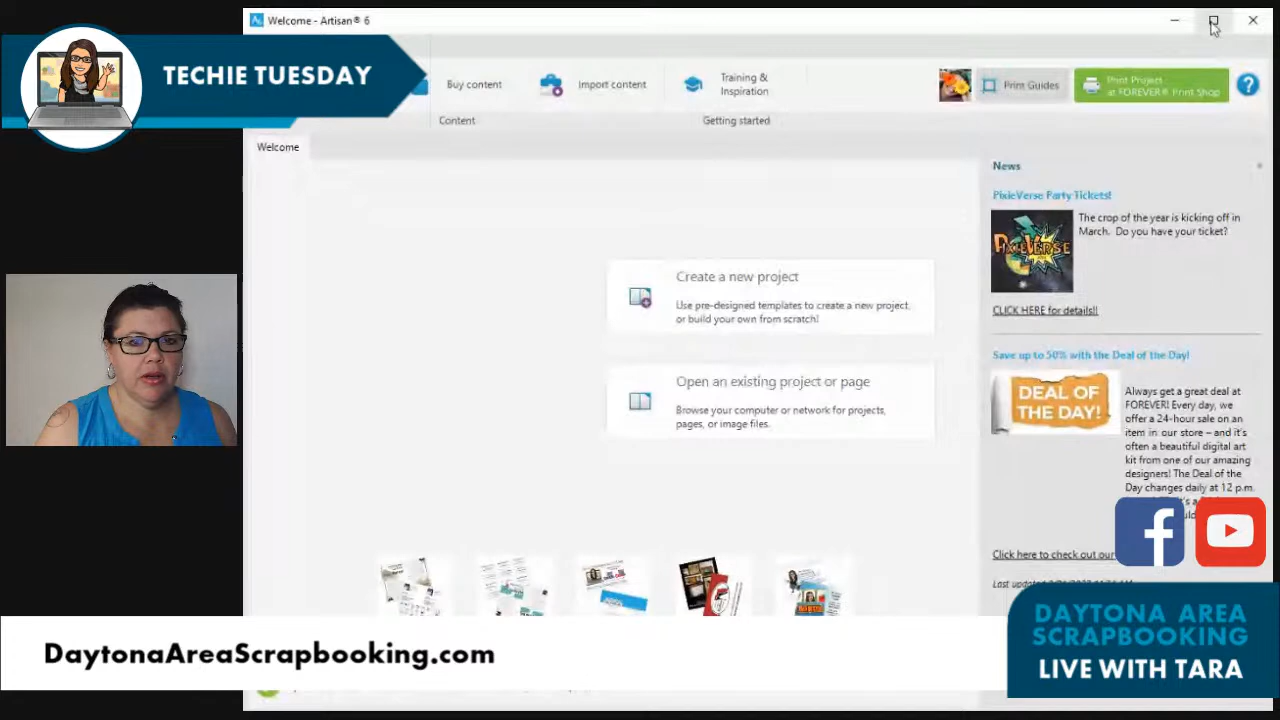 Welcome - Artisan® 6
TECHIE TUESDAY
Buy content
Import content
Training &
Inspiration
Print Guides
Print Project
at FOREVER® Print Shop
Content
Getting started
Welcome
News
PixieVerse Party Tickets!
PIXIEVERSE
The crop of the year is kicking off in
March. Do you have your ticket?
CLICK HERE for details!!
Create a new project
Use pre-designed templates to create a new project,
or build your own from scratch!
Open an existing project or page
Browse your computer or network for projects,
pages, or image files.
Save up to 50% with the Deal of the Day!
DEAL OF
THE DAY!
Always get a great deal at
FOREVER! Every day, we
offer a 24-hour sale on an
item in our store – and it's
often a beautiful digital art
kit from one of our amazing
designers! The Deal of the
Day changes daily at 12 p.m.
Click here to check out our
Last updated
DaytonaAreaScrapbooking.com
DAYTONA AREA
SCRAPBOOKING
LIVE WITH TARA